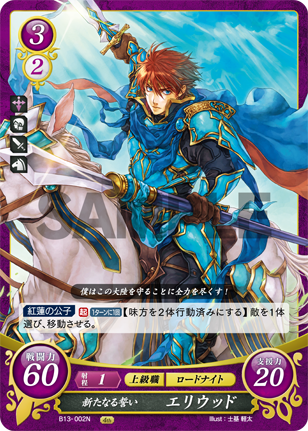 3
2
SAMPLE
僕はこの大陸を守ることに全力を尽くす!
紅蓮の公子 起 1ターンに1回 【味方を2体行動済みにする】敵を1体
選び、移動させる。
戦闘力
60
射程 1 上級職 ロードナイト
支援力
20
新たなる誓い エリウッド
B13-002N 4th Illust:土基 軽太